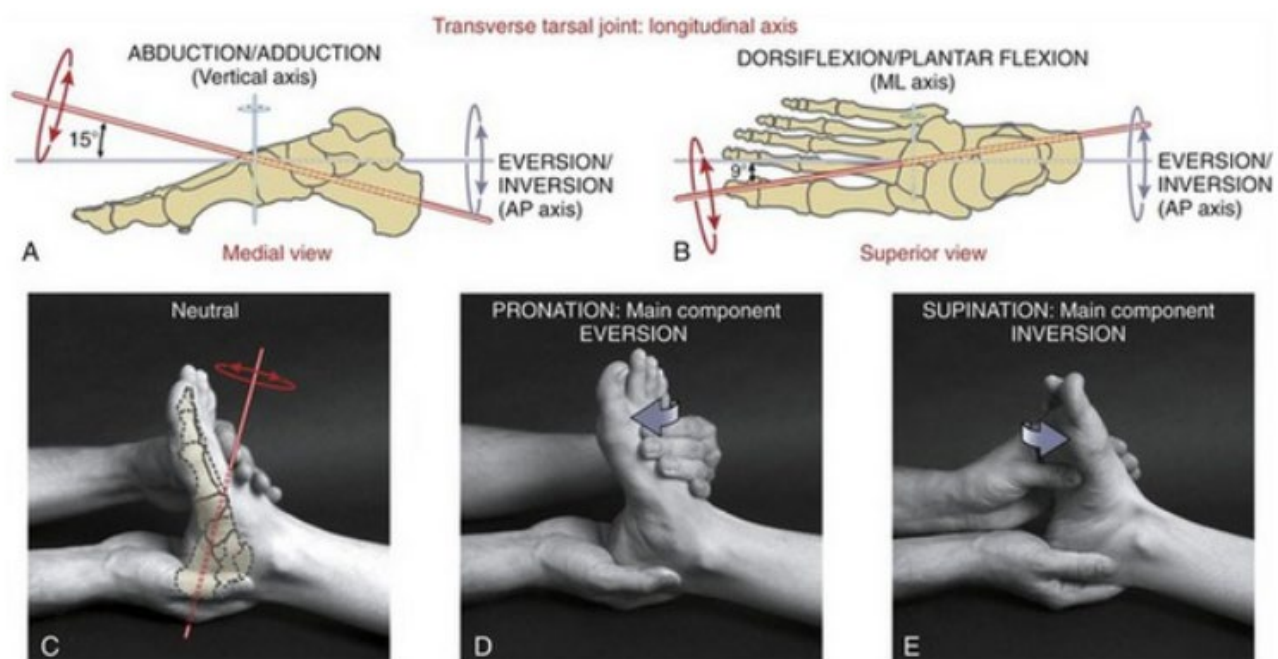 Transverse tarsal joint: longitudinal axis
ABDUCTION/ADDUCTION
(Vertical axis)
15°
EVERSION/
INVERSION
(AP axis)
A
Medial view
DORSIFLEXION/PLANTAR FLEXION
(ML axis)
9°
EVERSION/
INVERSION
(AP axis)
B
Superior view
Neutral
C
PRONATION: Main component
EVERSION
D
SUPINATION: Main component
INVERSION
E